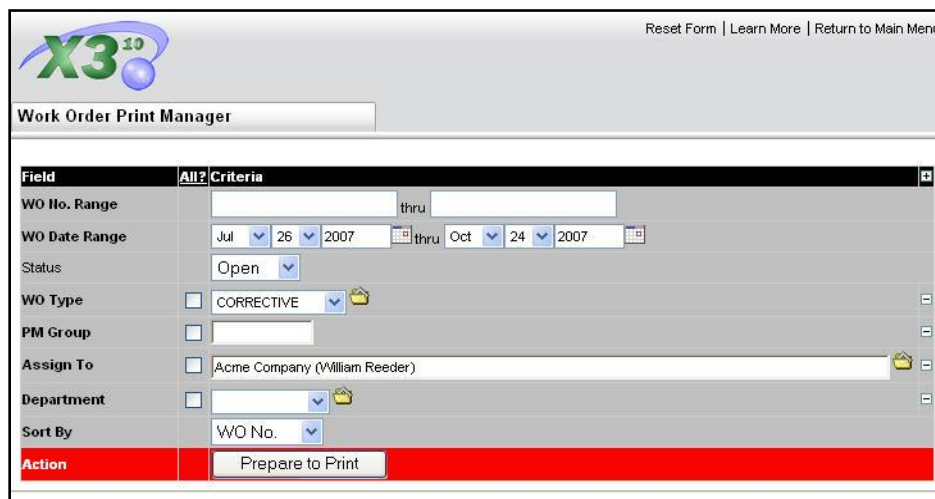 Reset Form | Learn More | Return to Main Menu
X3 10
Work Order Print Manager
Field All? Criteria
WO No. Range thru
WO Date Range Jul 26 2007 thru Oct 24 2007
Status Open
WO Type CORRECTIVE
PM Group
Assign To Acme Company (William Reeder)
Department
Sort By WO No.
Action Prepare to Print